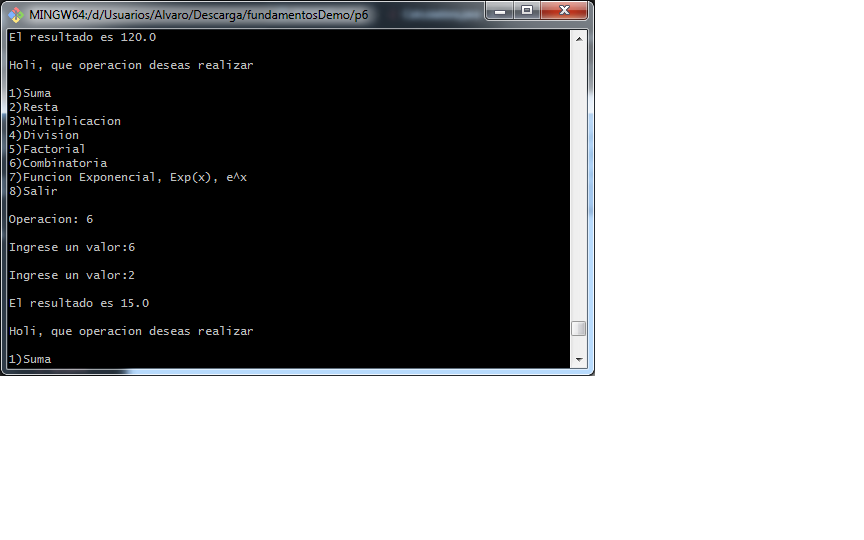 MINGW64:/d/Usuarios/Alvaro/Descarga/fundamentosDemo/p6
El resultado es 120.0
Holi, que operacion deseas realizar
1)Suma
2)Resta
3)Multiplicacion
4)Division
5)Factorial
6)Combinatoria
7)Funcion Exponencial, Exp(x), e^x
8)Salir
Operacion: 6
Ingrese un valor:6
Ingrese un valor:2
El resultado es 15.0
Holi, que operacion deseas realizar
1)Suma